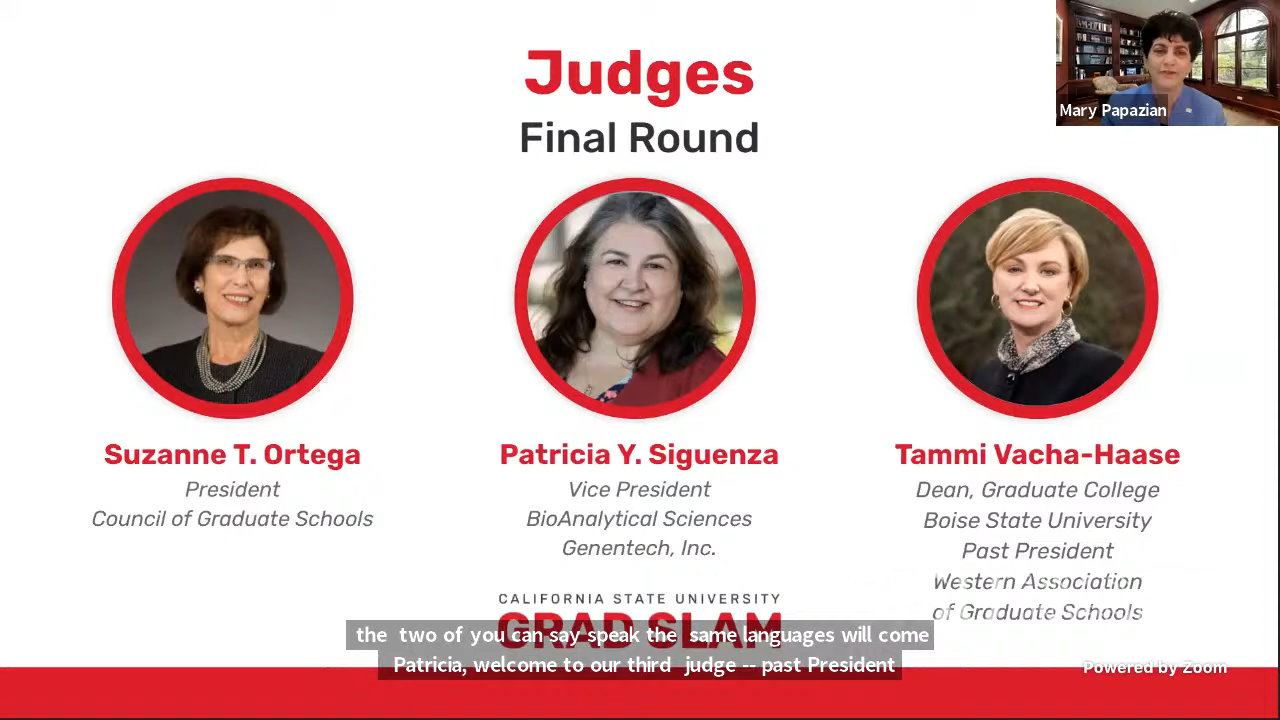 Judges
Final Round
Mary Papazian
Suzanne T. Ortega
President
Council of Graduate Schools
Patricia Y. Siguenza
Vice President
BioAnalytical Sciences
Genentech, Inc.
Tammi Vacha-Haase
Dean, Graduate College
Boise State University
Past President
Western Association
of Graduate Schools
CALIFORNIA STATE UNIVERSITY
GRAD SLAM
the two of you can say speak the same languages will come
Patricia, welcome to our third judge -- past President
Powered by Zoom